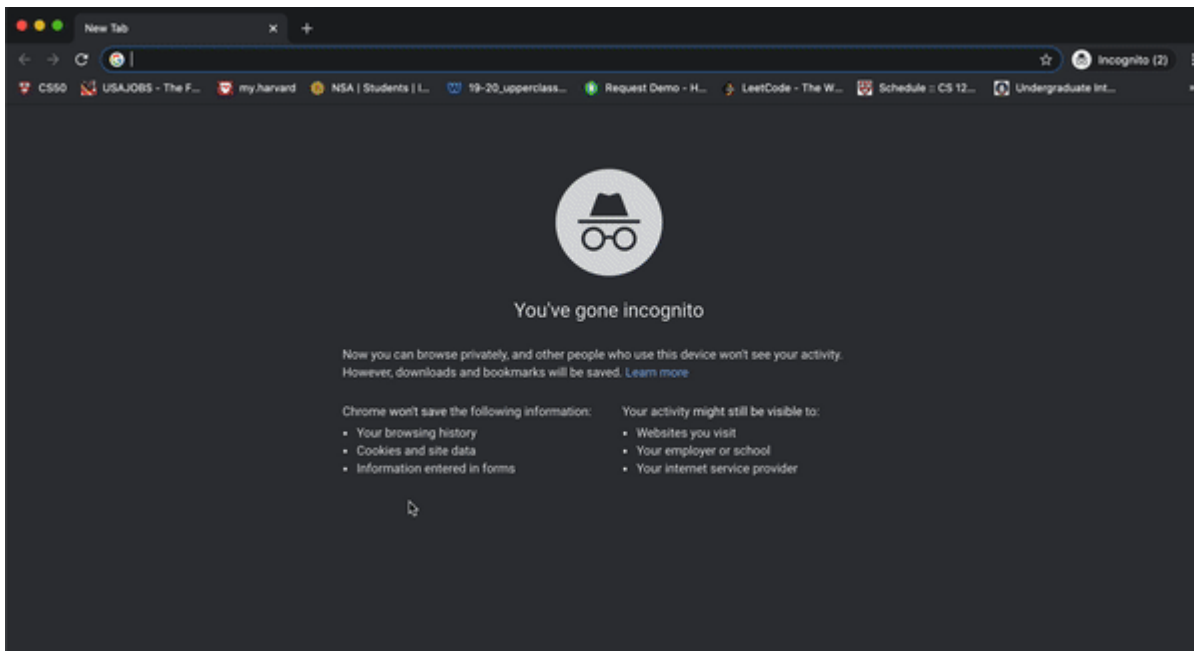 New Tab
Incognito (2)
CS50 USAJOBS - The F... my.harvard NSA | Students | I... 19-20_upperclass... Request Demo - H... LeetCode - The W... Schedule :: CS 12... Undergraduate Int...
You've gone incognito
Now you can browse privately, and other people who use this device won't see your activity.
However, downloads and bookmarks will be saved. Learn more
Chrome won't save the following information:
• Your browsing history
• Cookies and site data
• Information entered in forms
Your activity might still be visible to:
• Websites you visit
• Your employer or school
• Your internet service provider